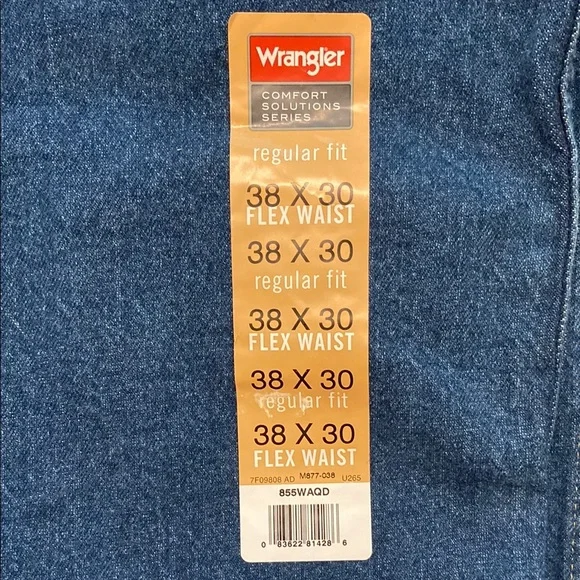 Wrangler
COMFORT
SOLUTIONS
SERIES
regular fit
38 X 30
FLEX WAIST
38 X 30
regular fit
38 X 30
FLEX WAIST
38 X 30
regular fit
38 X 30
FLEX WAIST
7F09808 AD M877-038 U265
855WAQD
0 83622 81428 6